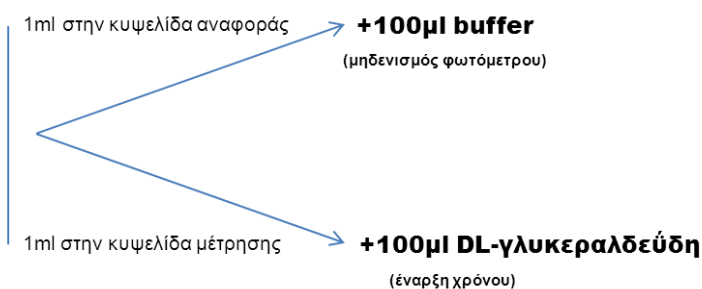 1ml στην κυψελίδα αναφοράς
+100μl buffer
(μηδενισμός φωτόμετρου)
1ml στην κυψελίδα μέτρησης
+100μl DL-γλυκεραλδεΰδη
(έναρξη χρόνου)